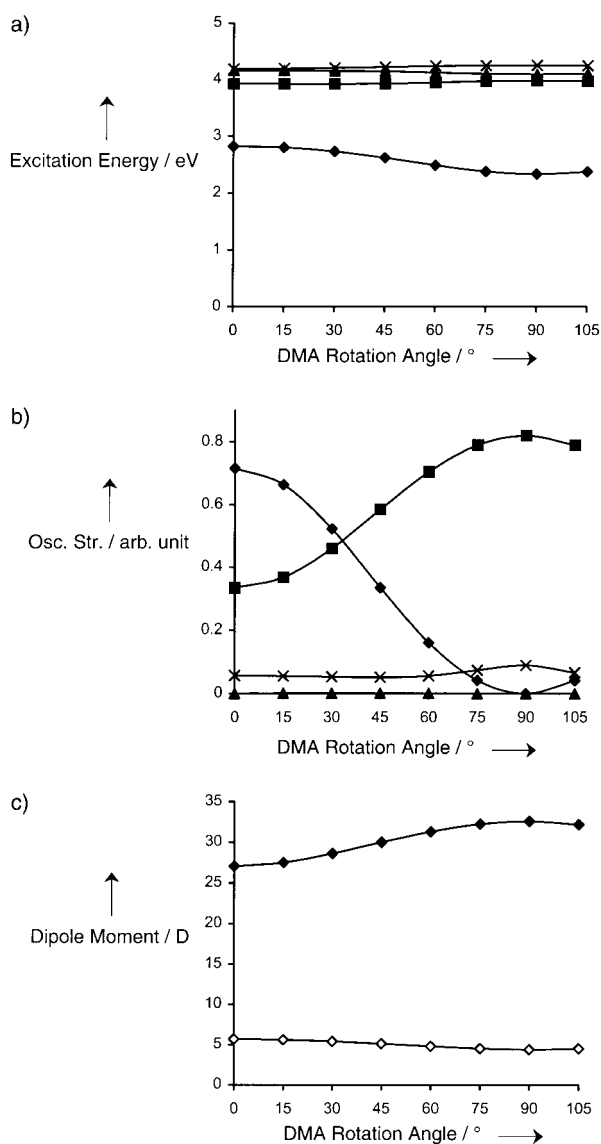 a)
5
4
3
2
1
0
Excitation Energy / eV
0 15 30 45 60 75 90 105
DMA Rotation Angle / °
b)
0.8
0.6
0.4
0.2
0
Osc. Str. / arb. unit
0 15 30 45 60 75 90 105
DMA Rotation Angle / °
c)
35
30
25
20
15
10
5
0
Dipole Moment / D
0 15 30 45 60 75 90 105
DMA Rotation Angle / °